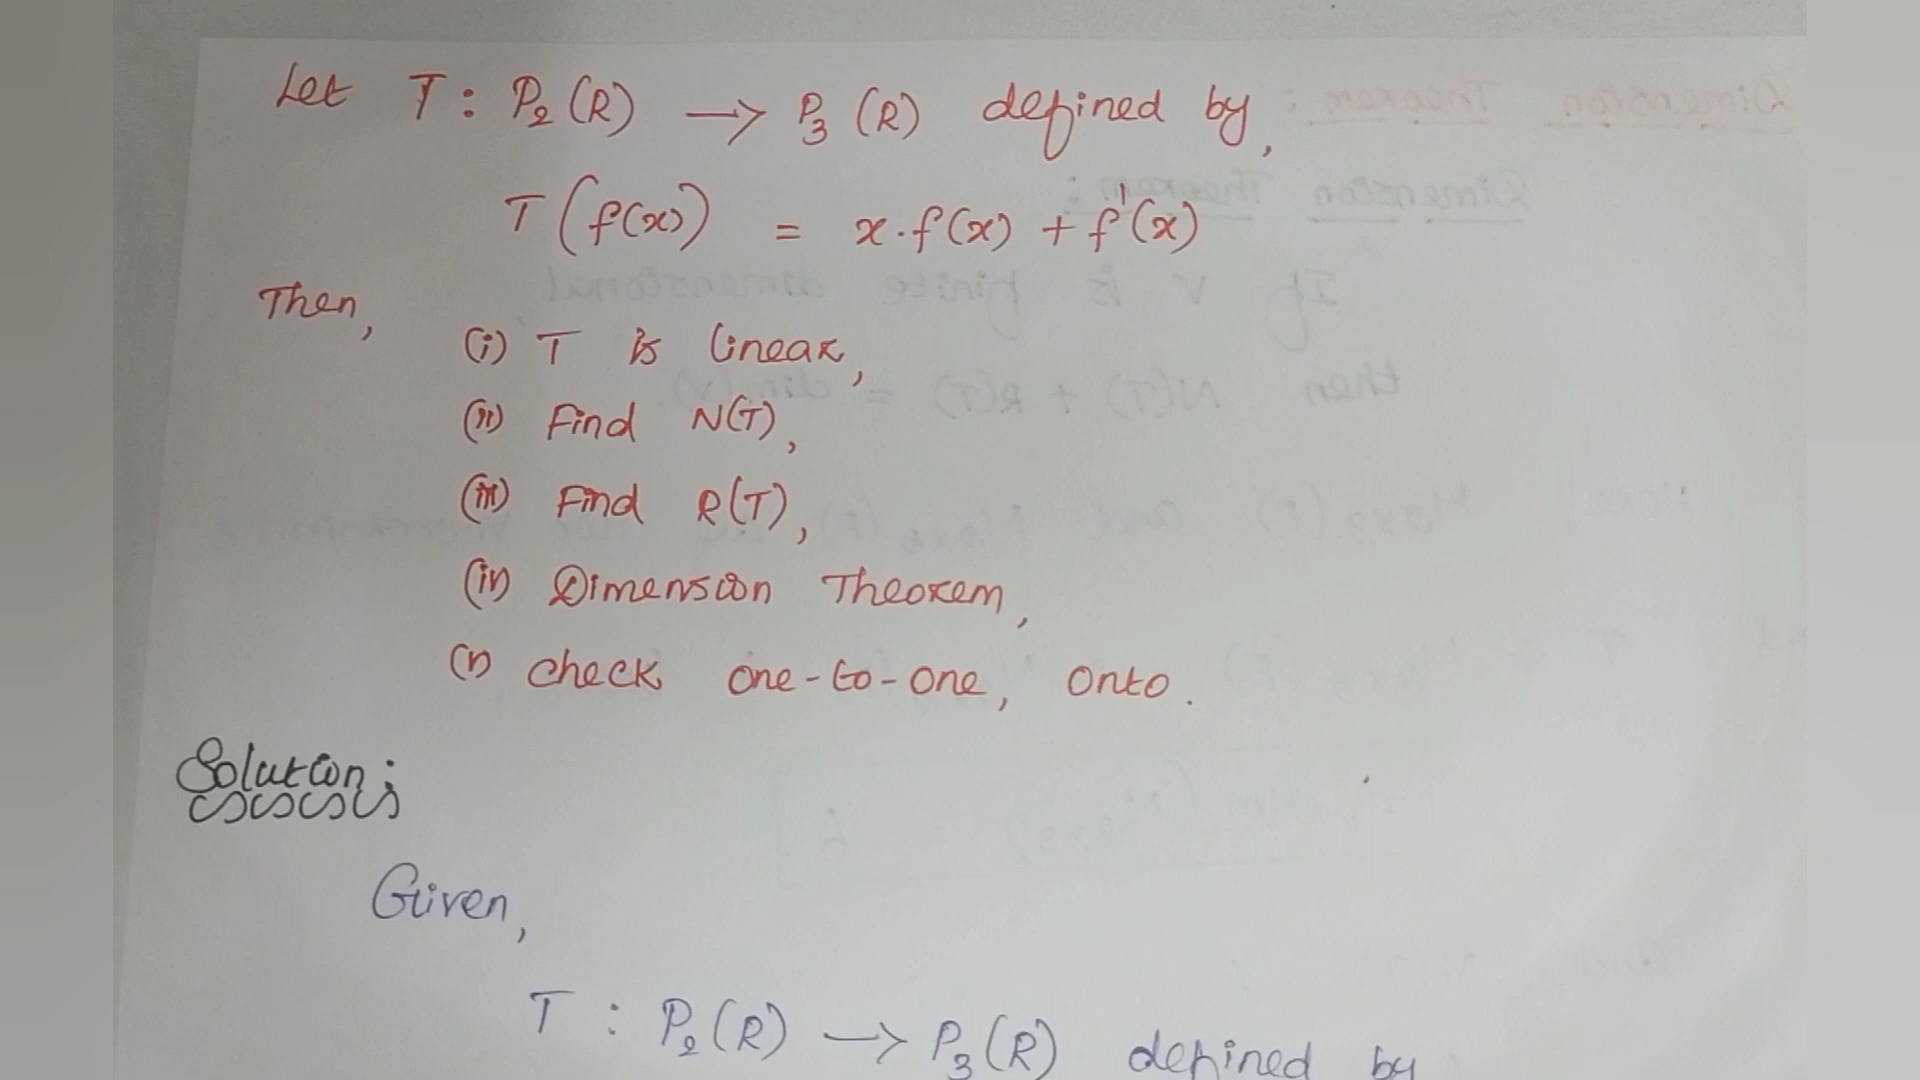 Let T : P₂(R) → P₃(R) defined by,
T(f(x)) = x·f(x) + f'(x)
Then,
(i) T is linear,
(ii) Find N(T),
(iii) Find R(T),
(iv) Dimension Theorem,
(v) check one-to-one, Onto.
Solution:
Given,
T : P₂(R) → P₃(R) defined by